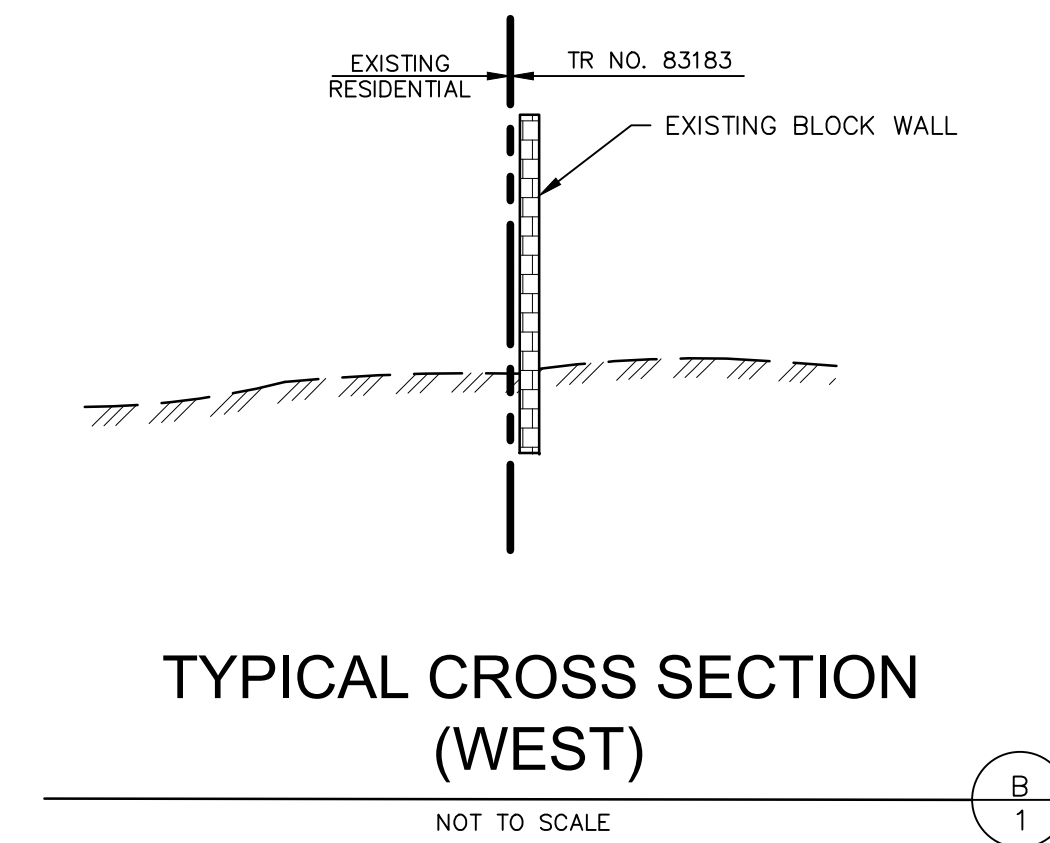 EXISTING
RESIDENTIAL
TR NO. 83183
EXISTING BLOCK WALL
TYPICAL CROSS SECTION
(WEST)
NOT TO SCALE
B
1